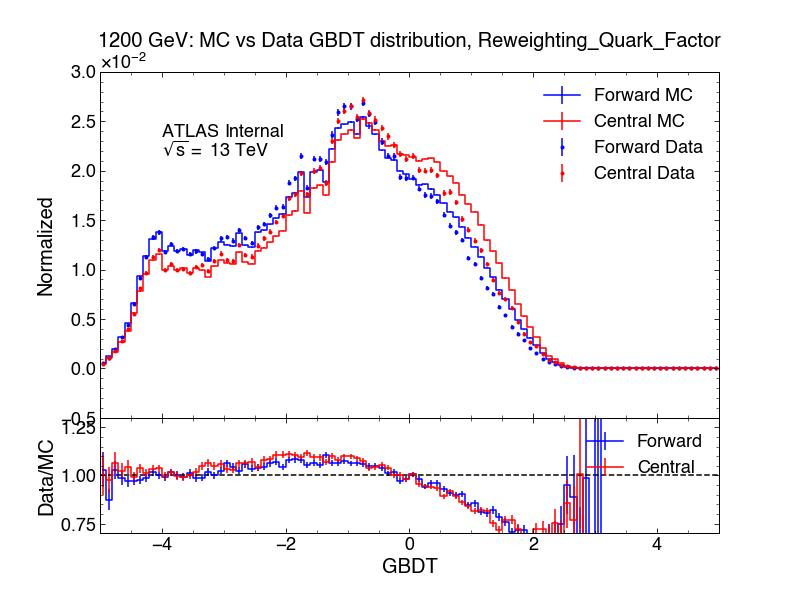 1200 GeV: MC vs Data GBDT distribution, Reweighting_Quark_Factor
×10−2
3.0
2.5
2.0
1.5
1.0
0.5
0.0
−0.5
Normalized
ATLAS Internal
√s = 13 TeV
Forward MC
Central MC
Forward Data
Central Data
1.25
1.00
0.75
Data/MC
Forward
Central
−4
−2
0
2
4
GBDT